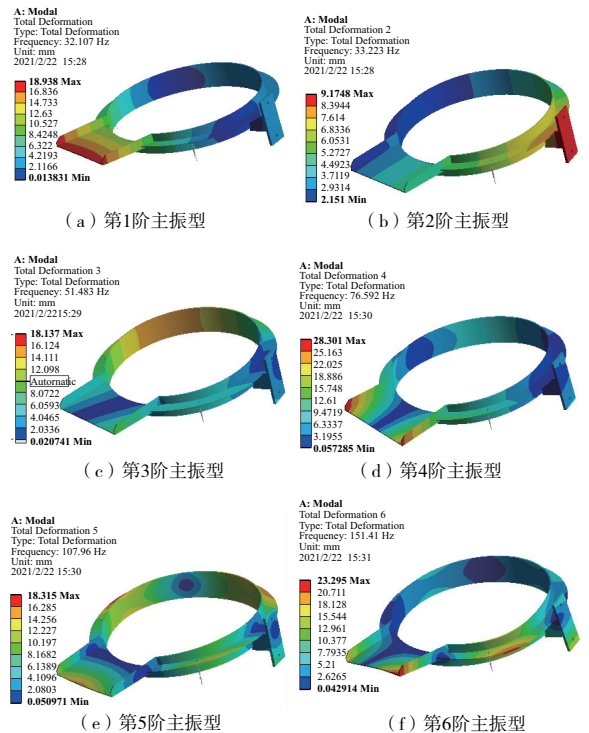 A: Modal
Total Deformation
Type: Total Deformation
Frequency: 32.107 Hz
Unit: mm
2021/2/22 15:28
18.938 Max
16.836
14.733
12.63
10.527
8.4248
6.322
4.2193
2.1166
0.013831 Min
(a)第1阶主振型
A: Modal
Total Deformation 2
Type: Total Deformation
Frequency: 33.223 Hz
Unit: mm
2021/2/22 15:28
9.1748 Max
8.3944
7.614
6.8336
6.0531
5.2727
4.4923
3.7119
2.9314
2.151 Min
(b)第2阶主振型
A: Modal
Total Deformation 3
Type: Total Deformation
Frequency: 51.483 Hz
Unit: mm
2021/2/2215:29
18.137 Max
16.124
14.111
12.098
Automatic
8.0722
6.0593
4.0465
2.0336
0.020741 Min
(c)第3阶主振型
A: Modal
Total Deformation 4
Type: Total Deformation
Frequency: 76.592 Hz
Unit: mm
2021/2/22 15:30
28.301 Max
25.163
22.025
18.886
15.748
12.61
9.4719
6.3337
3.1955
0.057285 Min
(d)第4阶主振型
A: Modal
Total Deformation 5
Type: Total Deformation
Frequency: 107.96 Hz
Unit: mm
2021/2/22 15:30
18.315 Max
16.285
14.256
12.227
10.197
8.1682
6.1389
4.1096
2.0803
0.050971 Min
(e)第5阶主振型
A: Modal
Total Deformation 6
Type: Total Deformation
Frequency: 151.41 Hz
Unit: mm
2021/2/22 15:31
23.295 Max
20.711
18.128
15.544
12.961
10.377
7.7935
5.21
2.6265
0.042914 Min
(f)第6阶主振型